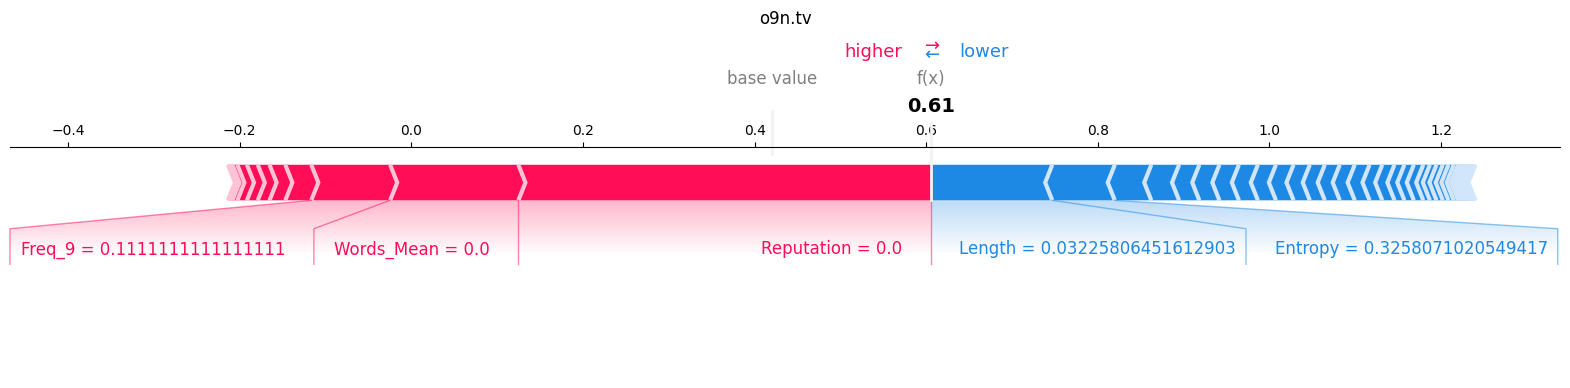 o9n.tv
higher → ← lower
base value f(x)
0.61
−0.4 −0.2 0.0 0.2 0.4 0.6 0.8 1.0 1.2
Freq_9 = 0.1111111111111111 Words_Mean = 0.0 Reputation = 0.0 Length = 0.03225806451612903 Entropy = 0.3258071020549417